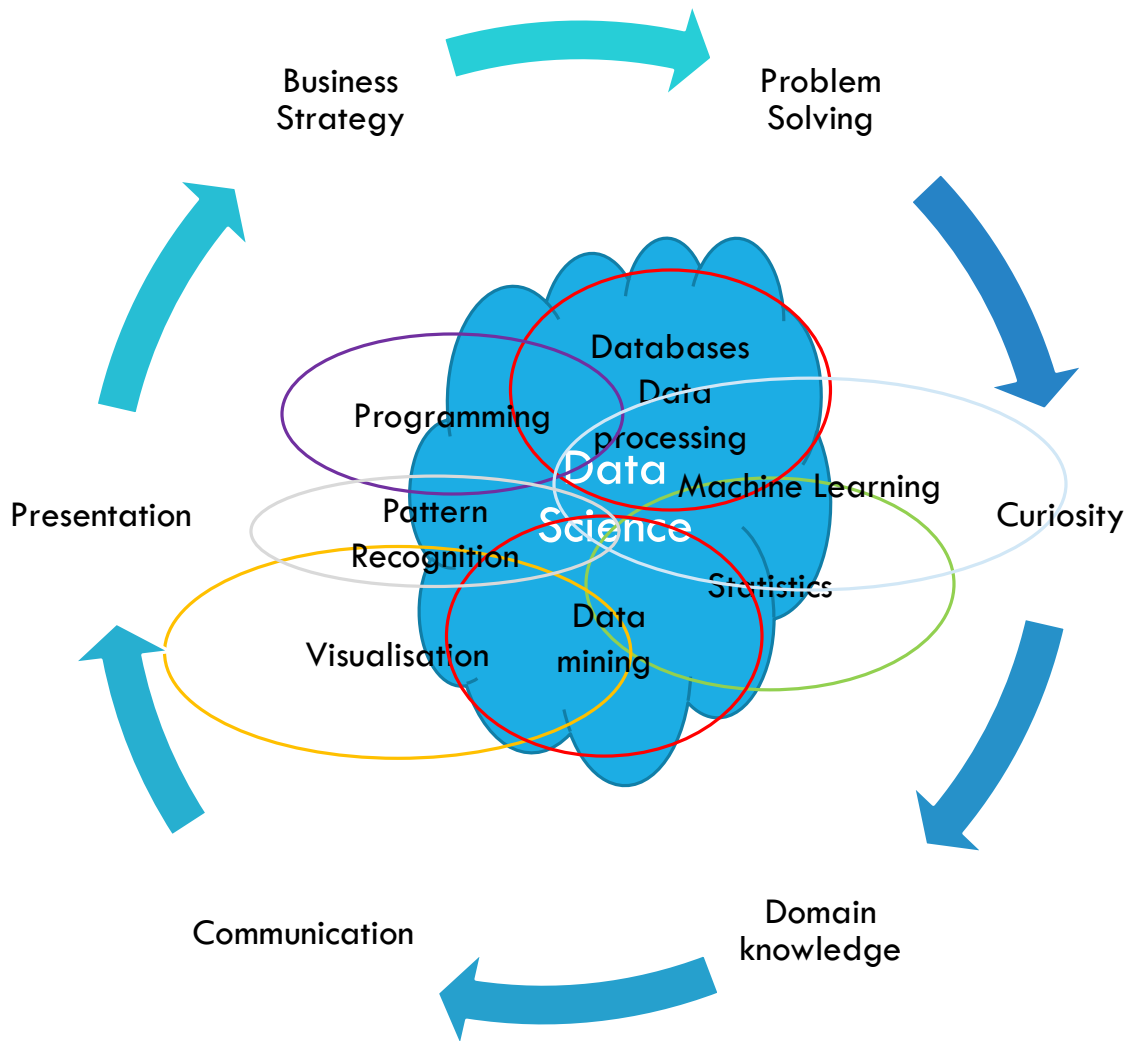 Business
Strategy
Problem
Solving
Databases
Data
processing
Programming
Data
Science
Machine Learning
Pattern
Recognition
Presentation
Curiosity
Statistics
Data
mining
Visualisation
Communication
Domain
knowledge